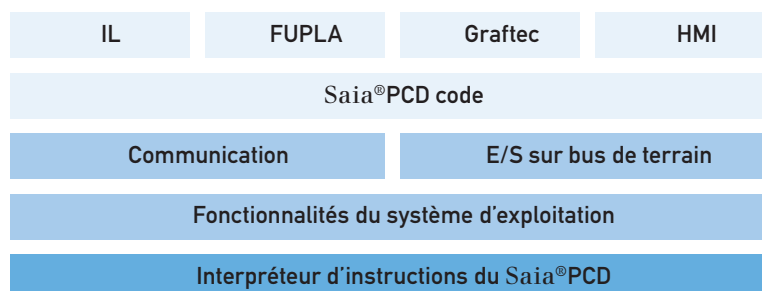 IL FUPLA Graftec HMI
Saia®PCD code
Communication E/S sur bus de terrain
Fonctionnalités du système d'exploitation
Interpréteur d'instructions du Saia®PCD